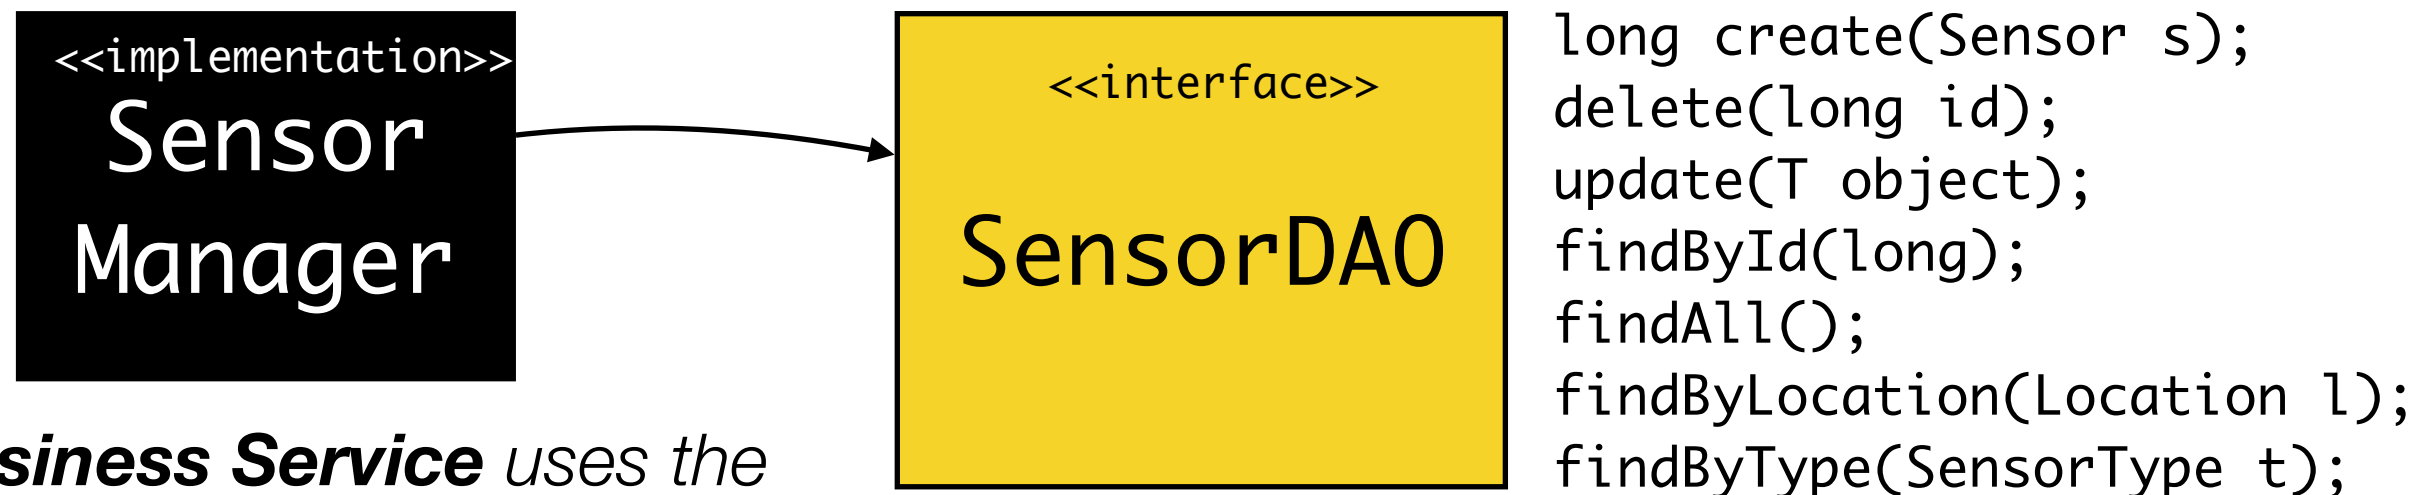 <<implementation>>
Sensor
Manager
siness Service uses the
<<interface>>
SensorDAO
long create(Sensor s);
delete(long id);
update(T object);
findById(long);
findAll();
findByLocation(Location l);
findByType(SensorType t);